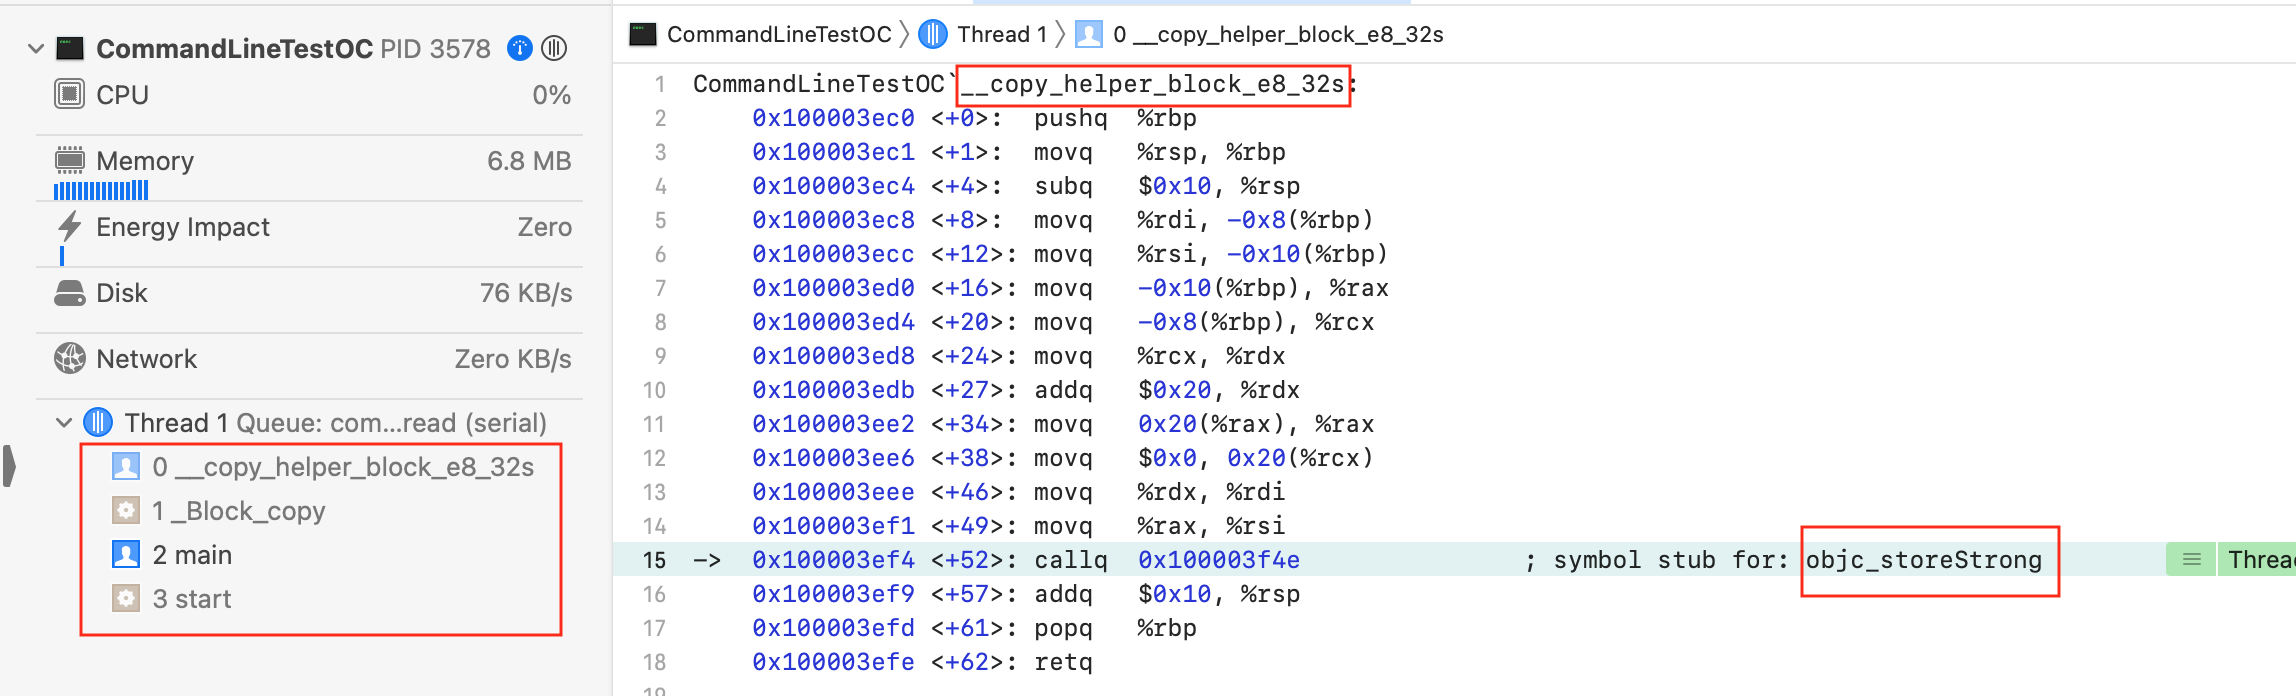 CommandLineTestOC PID 3578
CPU 0%
Memory 6.8 MB
Energy Impact Zero
Disk 76 KB/s
Network Zero KB/s
Thread 1 Queue: com...read (serial)
0 __copy_helper_block_e8_32s
1 _Block_copy
2 main
3 start
CommandLineTestOC 〉 Thread 1 〉 0 __copy_helper_block_e8_32s
1 CommandLineTestOC`__copy_helper_block_e8_32s:
2 0x100003ec0 <+0>: pushq %rbp
3 0x100003ec1 <+1>: movq %rsp, %rbp
4 0x100003ec4 <+4>: subq $0x10, %rsp
5 0x100003ec8 <+8>: movq %rdi, -0x8(%rbp)
6 0x100003ecc <+12>: movq %rsi, -0x10(%rbp)
7 0x100003ed0 <+16>: movq -0x10(%rbp), %rax
8 0x100003ed4 <+20>: movq -0x8(%rbp), %rcx
9 0x100003ed8 <+24>: movq %rcx, %rdx
10 0x100003edb <+27>: addq $0x20, %rdx
11 0x100003ee2 <+34>: movq 0x20(%rax), %rax
12 0x100003ee6 <+38>: movq $0x0, 0x20(%rcx)
13 0x100003eee <+46>: movq %rdx, %rdi
14 0x100003ef1 <+49>: movq %rax, %rsi
15 -> 0x100003ef4 <+52>: callq 0x100003f4e ; symbol stub for: objc_storeStrong Threa
16 0x100003ef9 <+57>: addq $0x10, %rsp
17 0x100003efd <+61>: popq %rbp
18 0x100003efe <+62>: retq
19